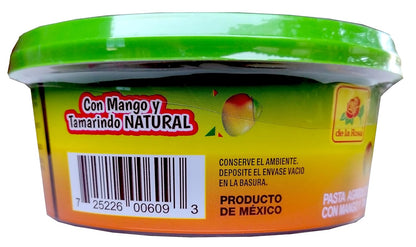 Con Mango y
Tamarindo NATURAL
de la Rosa
CONSERVE EL AMBIENTE.
DEPOSITE EL ENVASE VACIO
EN LA BASURA.
PRODUCTO
DE MÉXICO
7 25226 00609 3
PASTA
CON MANGO Y